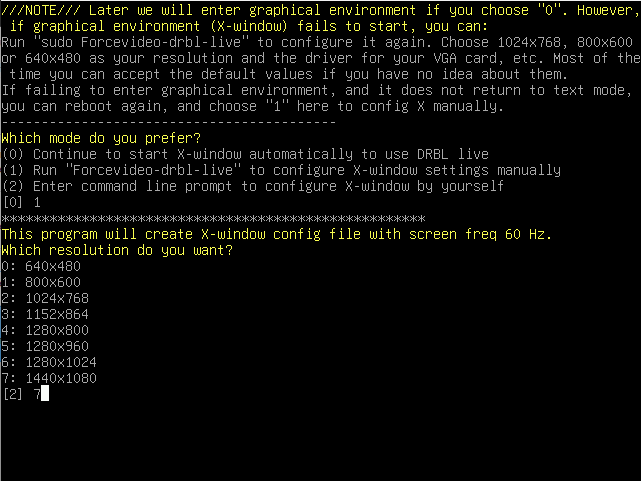 ///NOTE/// Later we will enter graphical environment if you choose "0". However,
if graphical environment (X-window) fails to start, you can:
Run "sudo Forcevideo-drbl-live" to configure it again. Choose 1024x768, 800x600
or 640x480 as your resolution and the driver for your VGA card, etc. Most of the
time you can accept the default values if you have no idea about them.
If failing to enter graphical environment, and it does not return to text mode,
you can reboot again, and choose "1" here to config X manually.
-----------------------------------------
Which mode do you prefer?
(0) Continue to start X-window automatically to use DRBL live
(1) Run "Forcevideo-drbl-live" to configure X-window settings manually
(2) Enter command line prompt to configure X-window by yourself
[0] 1
*****************************************************
This program will create X-window config file with screen freq 60 Hz.
Which resolution do you want?
0: 640x480
1: 800x600
2: 1024x768
3: 1152x864
4: 1280x800
5: 1280x960
6: 1280x1024
7: 1440x1080
[2] 7